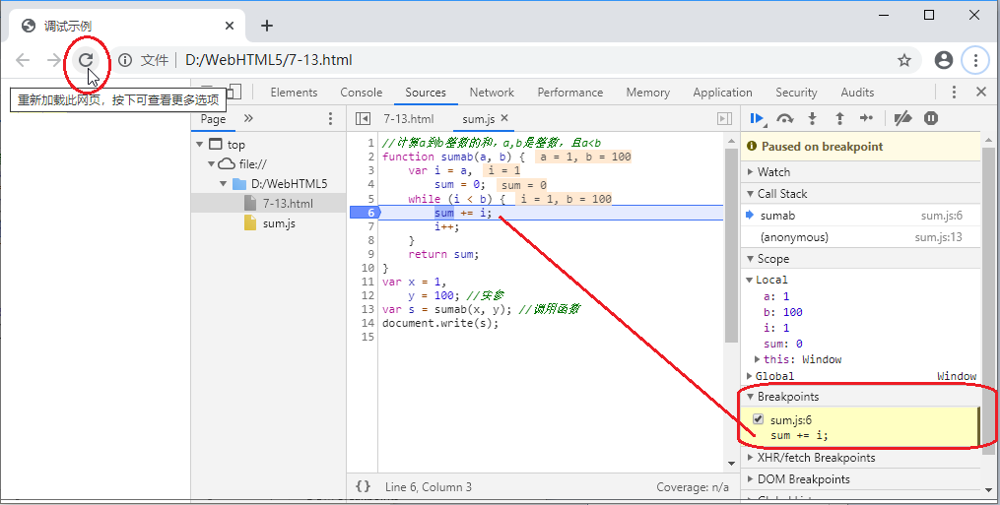 调试示例
文件 D:/WebHTML5/7-13.html
重新加载此网页，按下可查看更多选项
Elements Console Sources Network Performance Memory Application Security Audits
Page » 7-13.html sum.js ×
top
file://
D:/WebHTML5
7-13.html
sum.js
1 //计算a到b整数的和，a,b是整数，且a<b
2 function sumab(a, b) { a = 1, b = 100
3 var i = a, i = 1
4 sum = 0; sum = 0
5 while (i < b) { i = 1, b = 100
6 sum += i;
7 i++;
8 }
9 return sum;
10 }
11 var x = 1,
12 y = 100; //实参
13 var s = sumab(x, y); //调用函数
14 document.write(s);
15
{} Line 6, Column 3 Coverage: n/a
Paused on breakpoint
Watch
Call Stack
sumab sum.js:6
(anonymous) sum.js:13
Scope
Local
a: 1
b: 100
i: 1
sum: 0
this: Window
Global Window
Breakpoints
sum.js:6
sum += i;
XHR/fetch Breakpoints
DOM Breakpoints